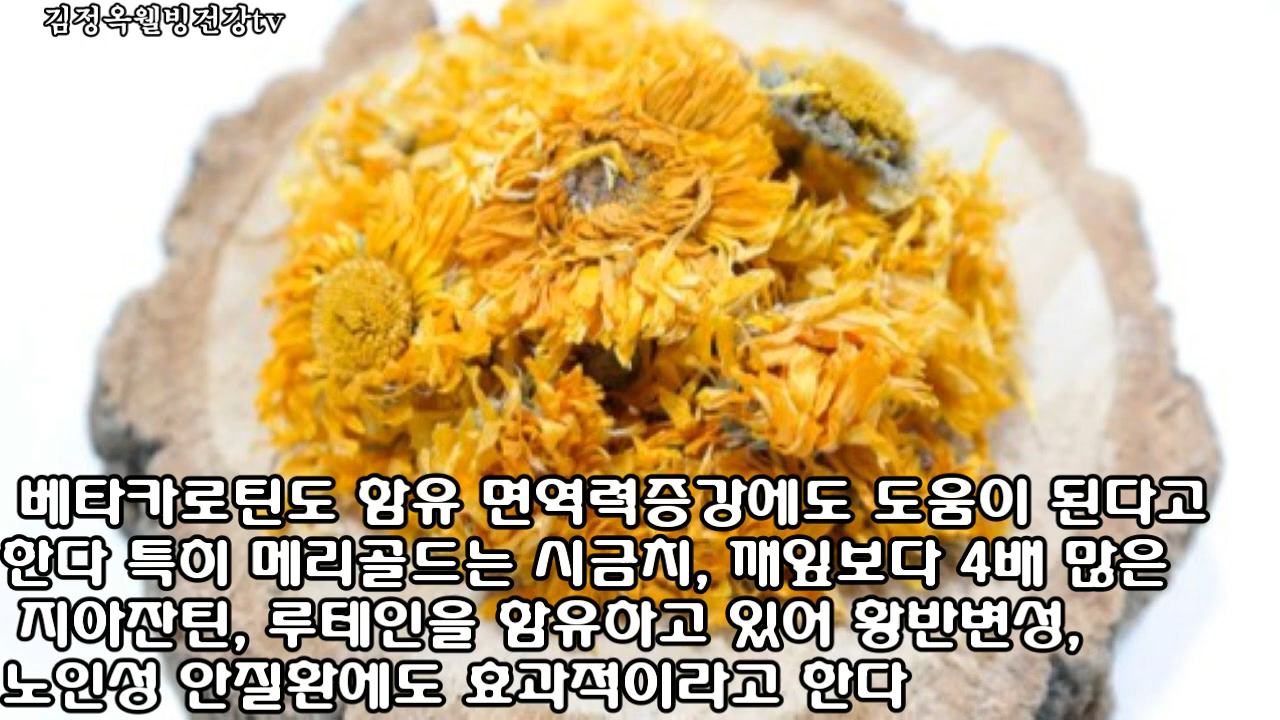 김정옥웰빙건강tv
베타카로틴도 함유 면역력증강에도 도움이 된다고
한다 특히 메리골드는 시금치, 깨잎보다 4배 많은
지아잔틴, 루테인을 함유하고 있어 황반변성,
노인성 안질환에도 효과적이라고 한다